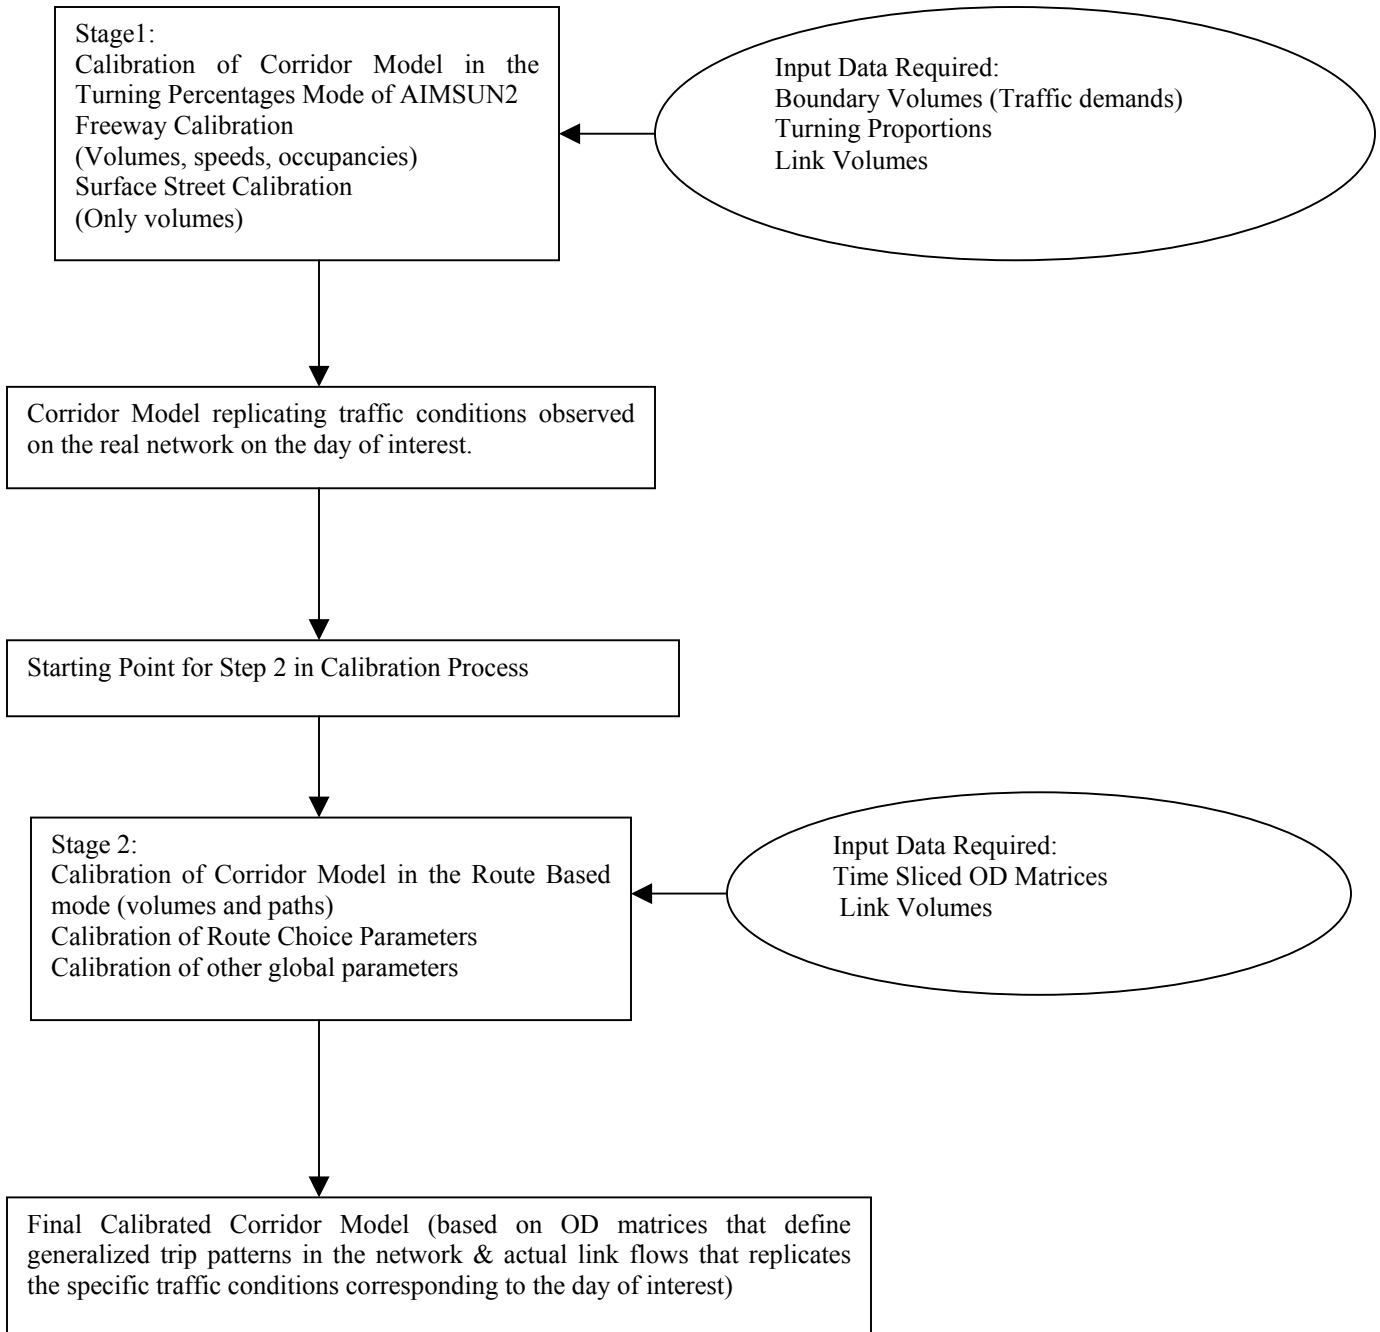 Stage1:
Calibration of Corridor Model in the
Turning Percentages Mode of AIMSUN2
Freeway Calibration
(Volumes, speeds, occupancies)
Surface Street Calibration
(Only volumes)
Input Data Required:
Boundary Volumes (Traffic demands)
Turning Proportions
Link Volumes
Corridor Model replicating traffic conditions observed
on the real network on the day of interest.
Starting Point for Step 2 in Calibration Process
Stage 2:
Calibration of Corridor Model in the Route Based
mode (volumes and paths)
Calibration of Route Choice Parameters
Calibration of other global parameters
Input Data Required:
Time Sliced OD Matrices
Link Volumes
Final Calibrated Corridor Model (based on OD matrices that define
generalized trip patterns in the network & actual link flows that replicates
the specific traffic conditions corresponding to the day of interest)